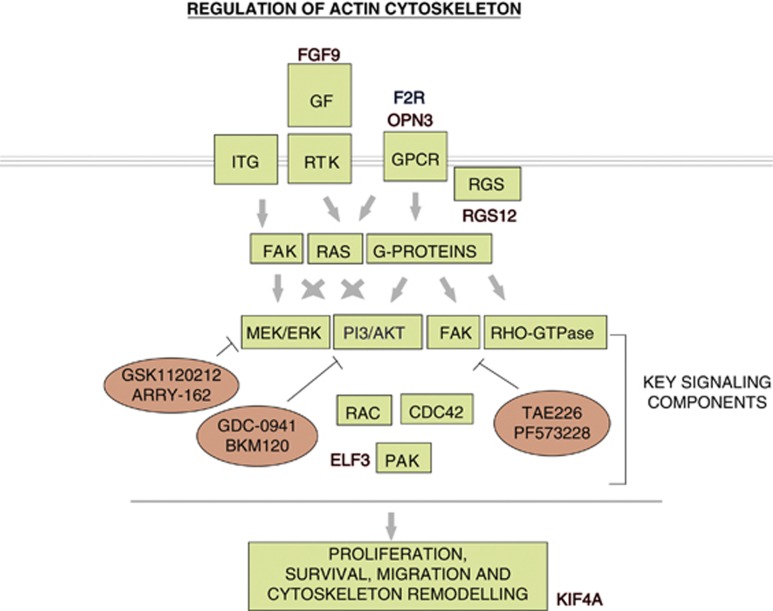 REGULATION OF ACTIN CYTOSKELETON
FGF9
GF
F2R
OPN3
ITG
RTK
GPCR
RGS
RGS12
FAK
RAS
G-PROTEINS
MEK/ERK
PI3/AKT
FAK
RHO-GTPase
GSK1120212
ARRY-162
GDC-0941
BKM120
TAE226
PF573228
KEY SIGNALING
COMPONENTS
RAC
CDC42
ELF3
PAK
PROLIFERATION,
SURVIVAL, MIGRATION AND
CYTOSKELETON REMODELLING
KIF4A